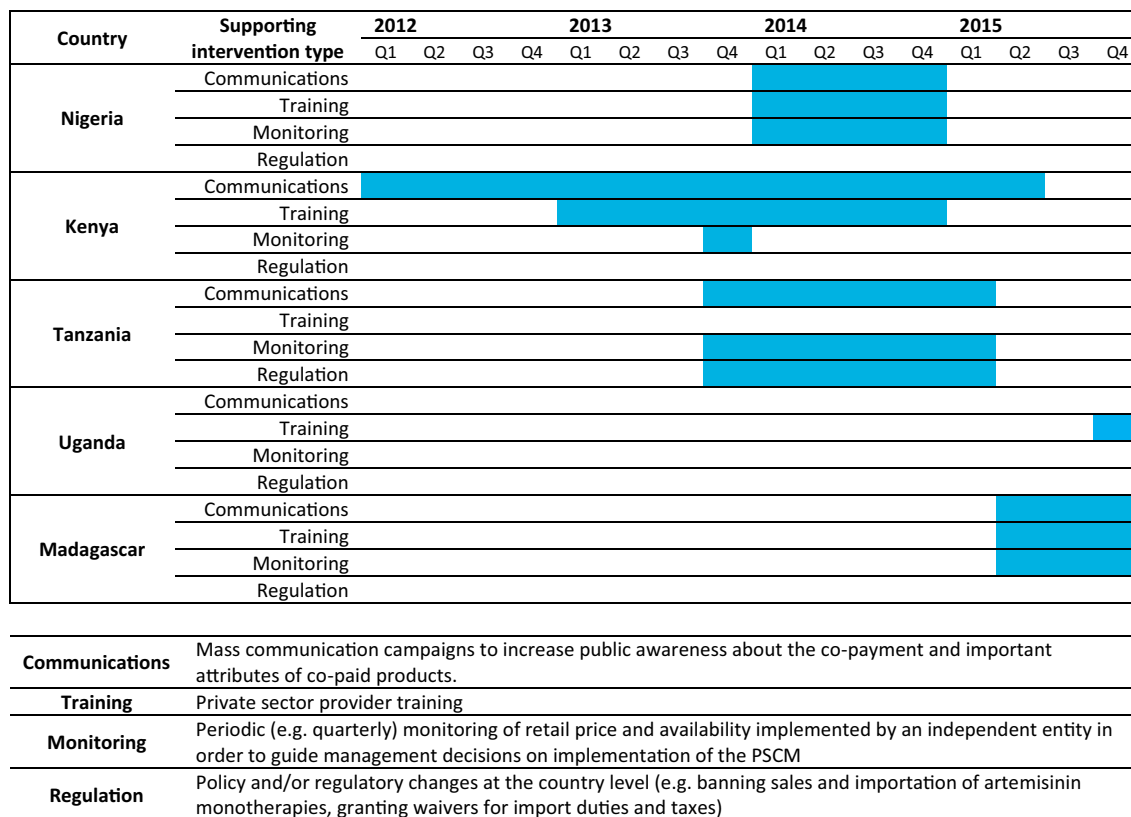 Country Supporting intervention type 2012 2013 2014 2015
Q1 Q2 Q3 Q4 Q1 Q2 Q3 Q4 Q1 Q2 Q3 Q4 Q1 Q2 Q3 Q4
Nigeria
Communications
Training
Monitoring
Regulation
Kenya
Communications
Training
Monitoring
Regulation
Tanzania
Communications
Training
Monitoring
Regulation
Uganda
Communications
Training
Monitoring
Regulation
Madagascar
Communications
Training
Monitoring
Regulation
Communications Mass communication campaigns to increase public awareness about the co-payment and important
attributes of co-paid products.
Training Private sector provider training
Monitoring Periodic (e.g. quarterly) monitoring of retail price and availability implemented by an independent entity in
order to guide management decisions on implementation of the PSCM
Regulation Policy and/or regulatory changes at the country level (e.g. banning sales and importation of artemisinin
monotherapies, granting waivers for import duties and taxes)